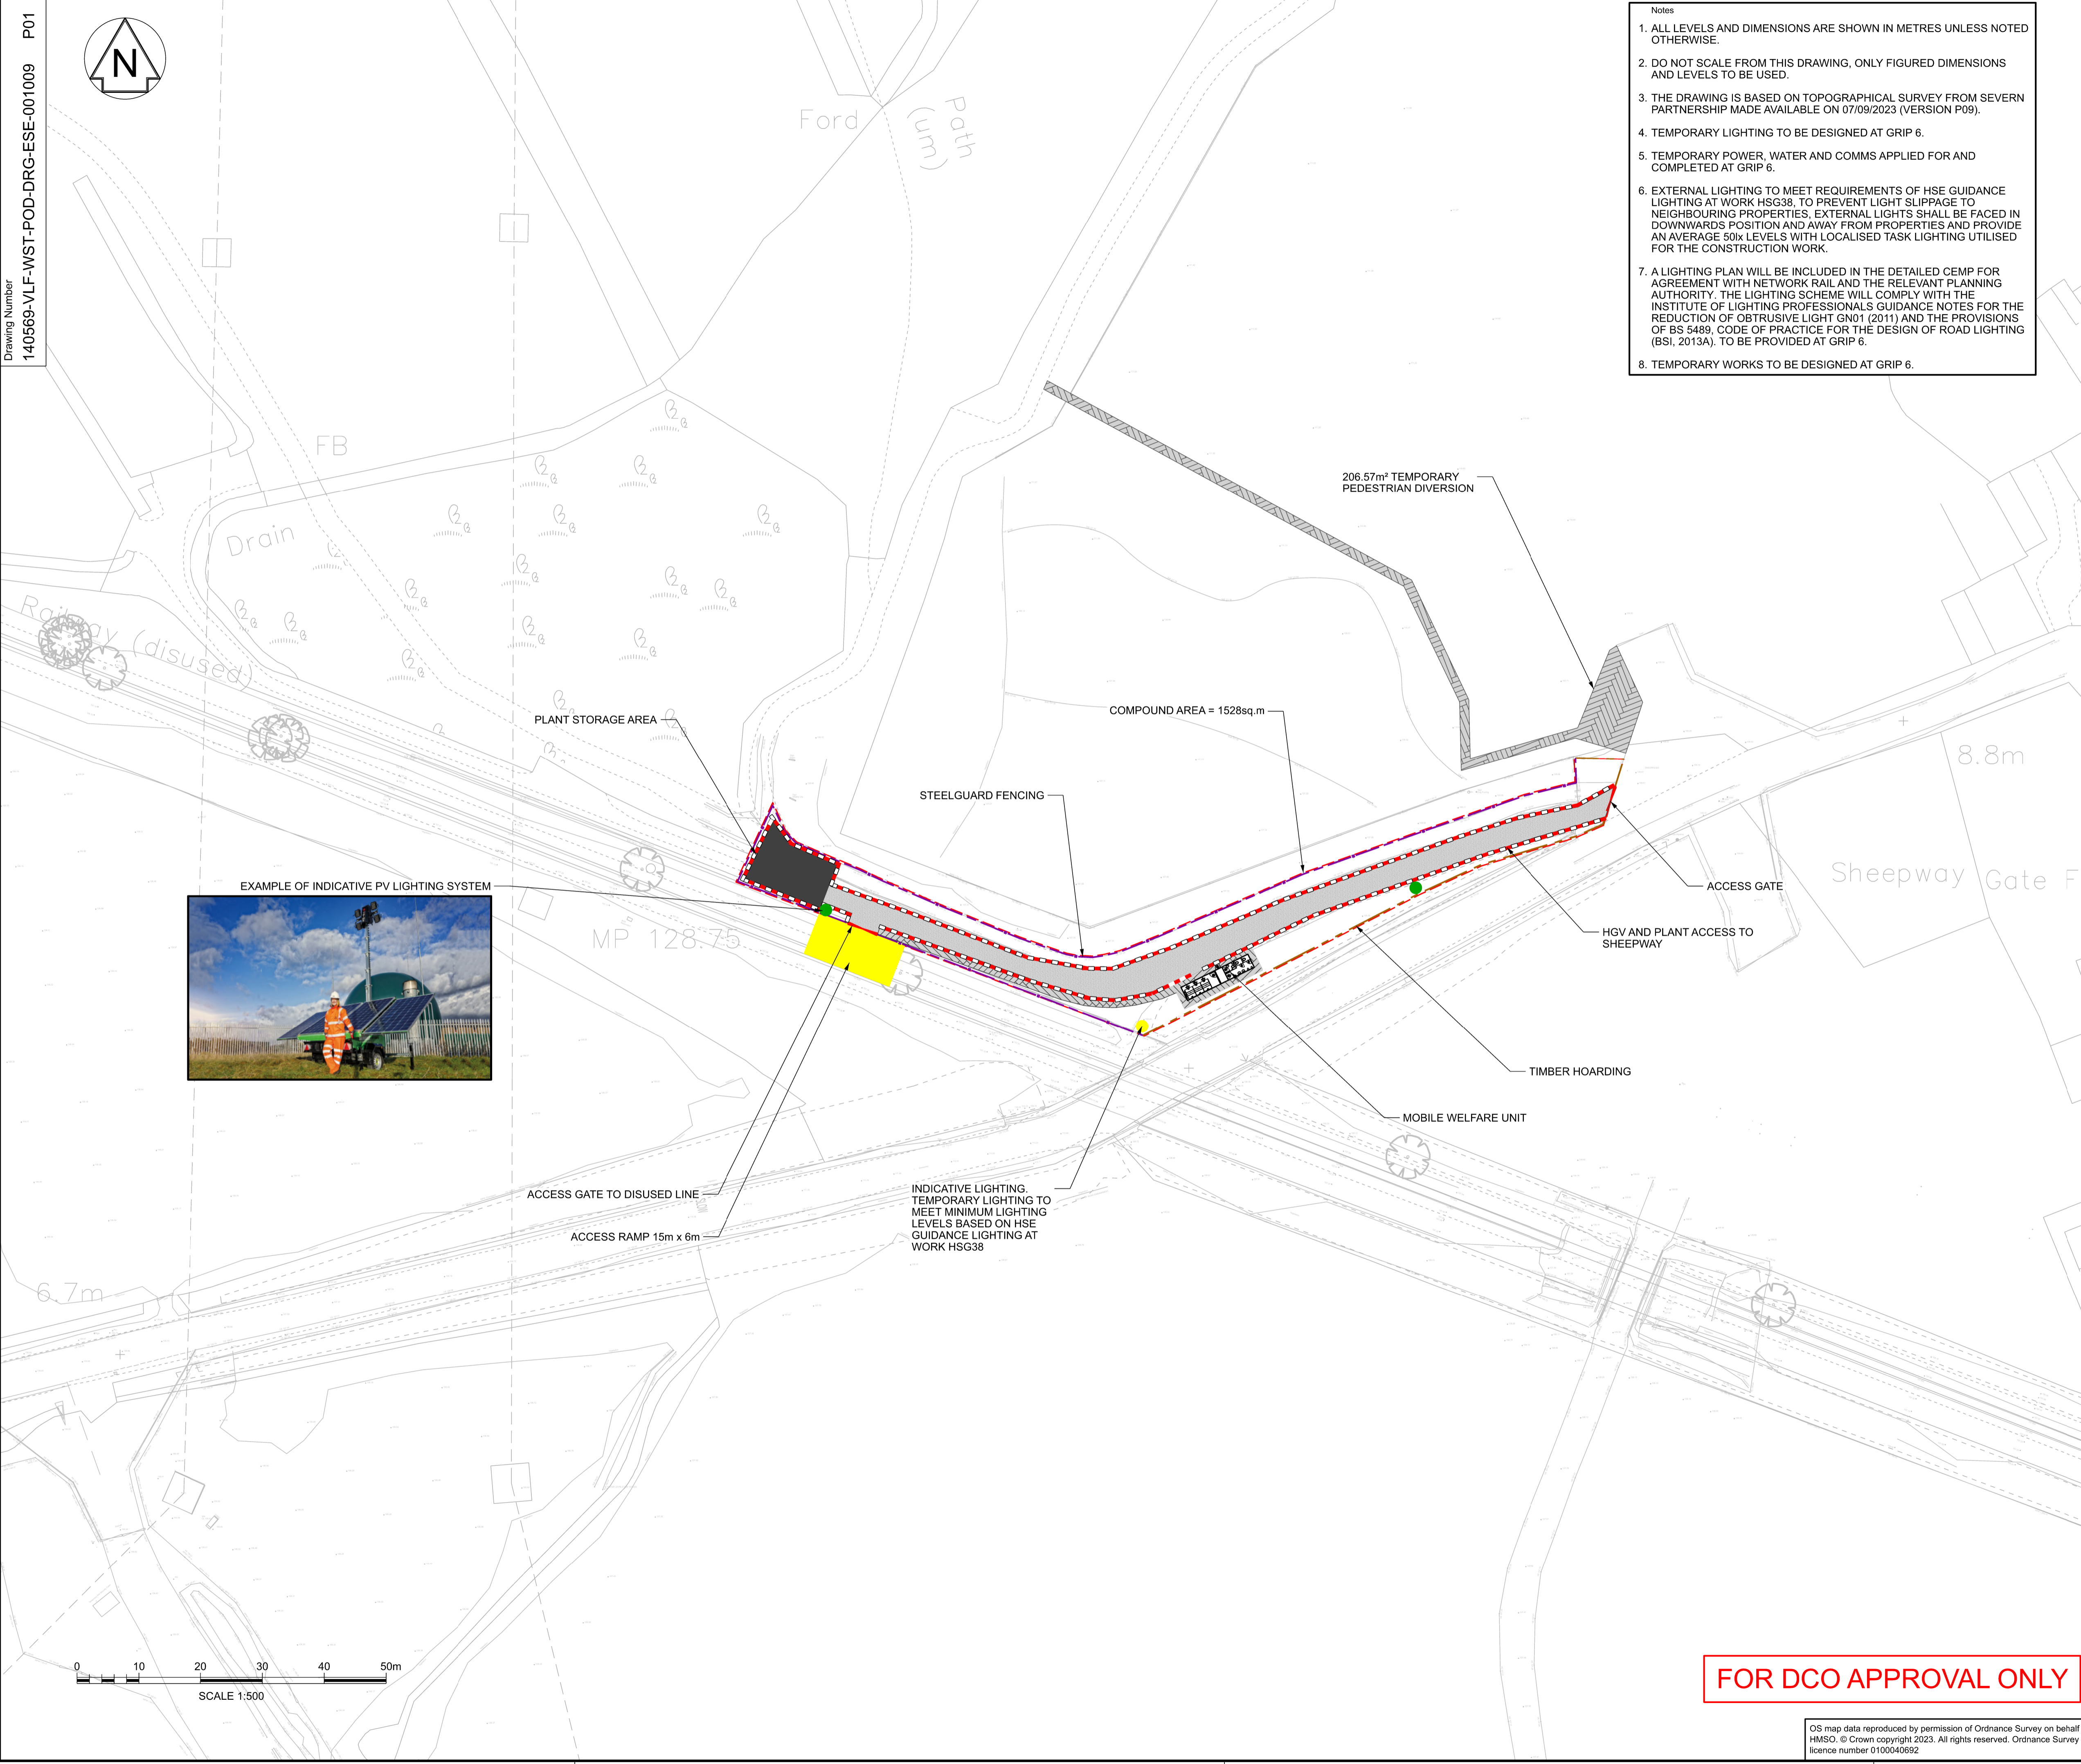 Drawing Number
140569-VLF-WST-POD-DRG-ESE-001009 P01
N
Notes
1. ALL LEVELS AND DIMENSIONS ARE SHOWN IN METRES UNLESS NOTED
OTHERWISE.
2. DO NOT SCALE FROM THIS DRAWING, ONLY FIGURED DIMENSIONS
AND LEVELS TO BE USED.
3. THE DRAWING IS BASED ON TOPOGRAPHICAL SURVEY FROM SEVERN
PARTNERSHIP MADE AVAILABLE ON 07/09/2023 (VERSION P09).
4. TEMPORARY LIGHTING TO BE DESIGNED AT GRIP 6.
5. TEMPORARY POWER, WATER AND COMMS APPLIED FOR AND
COMPLETED AT GRIP 6.
6. EXTERNAL LIGHTING TO MEET REQUIREMENTS OF HSE GUIDANCE
LIGHTING AT WORK HSG38, TO PREVENT LIGHT SLIPPAGE TO
NEIGHBOURING PROPERTIES, EXTERNAL LIGHTS SHALL BE FACED IN
DOWNWARDS POSITION AND AWAY FROM PROPERTIES AND PROVIDE
AN AVERAGE 50lx LEVELS WITH LOCALISED TASK LIGHTING UTILISED
FOR THE CONSTRUCTION WORK.
7. A LIGHTING PLAN WILL BE INCLUDED IN THE DETAILED CEMP FOR
AGREEMENT WITH NETWORK RAIL AND THE RELEVANT PLANNING
AUTHORITY. THE LIGHTING SCHEME WILL COMPLY WITH THE
INSTITUTE OF LIGHTING PROFESSIONALS GUIDANCE NOTES FOR THE
REDUCTION OF OBTRUSIVE LIGHT GN01 (2011) AND THE PROVISIONS
OF BS 5489, CODE OF PRACTICE FOR THE DESIGN OF ROAD LIGHTING
(BSI, 2013A). TO BE PROVIDED AT GRIP 6.
8. TEMPORARY WORKS TO BE DESIGNED AT GRIP 6.
Ford
Path
(um)
FB
Drain
Railway (disused)
206.57m² TEMPORARY
PEDESTRIAN DIVERSION
PLANT STORAGE AREA
COMPOUND AREA = 1528sq.m
STEELGUARD FENCING
8.8m
EXAMPLE OF INDICATIVE PV LIGHTING SYSTEM
ACCESS GATE
Sheepway Gate F
MP 128.75
HGV AND PLANT ACCESS TO
SHEEPWAY
TIMBER HOARDING
MOBILE WELFARE UNIT
ACCESS GATE TO DISUSED LINE
ACCESS RAMP 15m x 6m
INDICATIVE LIGHTING.
TEMPORARY LIGHTING TO
MEET MINIMUM LIGHTING
LEVELS BASED ON HSE
GUIDANCE LIGHTING AT
WORK HSG38
6.7m
0 10 20 30 40 50m
SCALE 1:500
FOR DCO APPROVAL ONLY
OS map data reproduced by permission of Ordnance Survey on behalf
HMSO. © Crown copyright 2023. All rights reserved. Ordnance Survey
licence number 0100040692